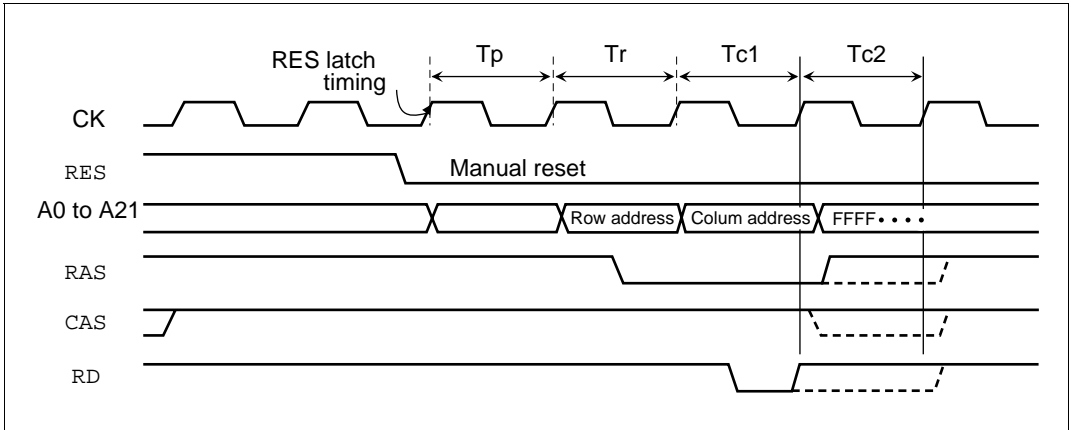 RES latch
timing
Tp
Tr
Tc1
Tc2
CK
RES
Manual reset
A0 to A21
Row address
Colum address
FFFF • • • •
RAS
CAS
RD